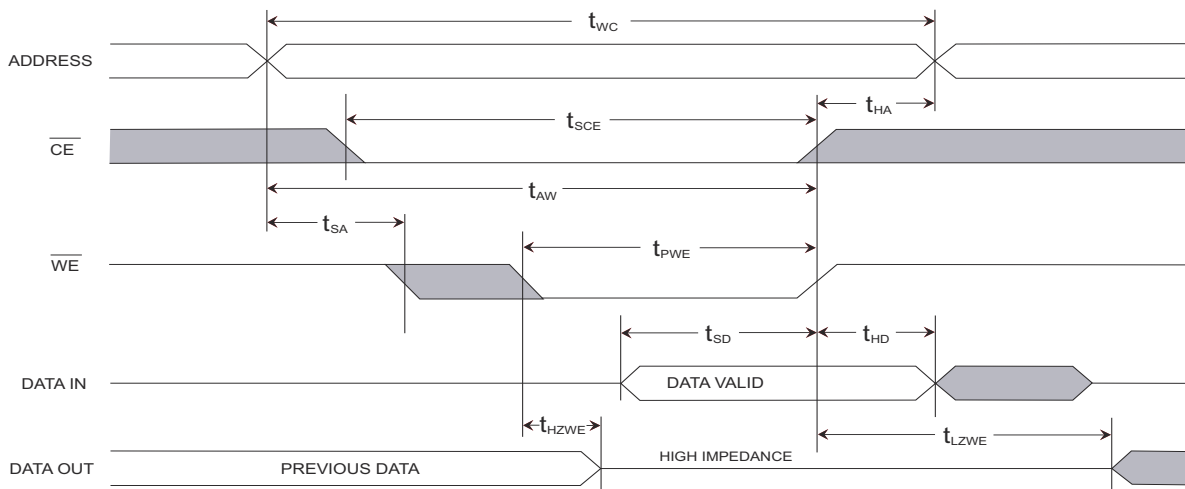 tWC
ADDRESS
tHA
tSCE
CE
tAW
tSA
tPWE
WE
tSD
tHD
DATA IN
DATA VALID
tHZWE
tLZWE
DATA OUT
PREVIOUS DATA
HIGH IMPEDANCE